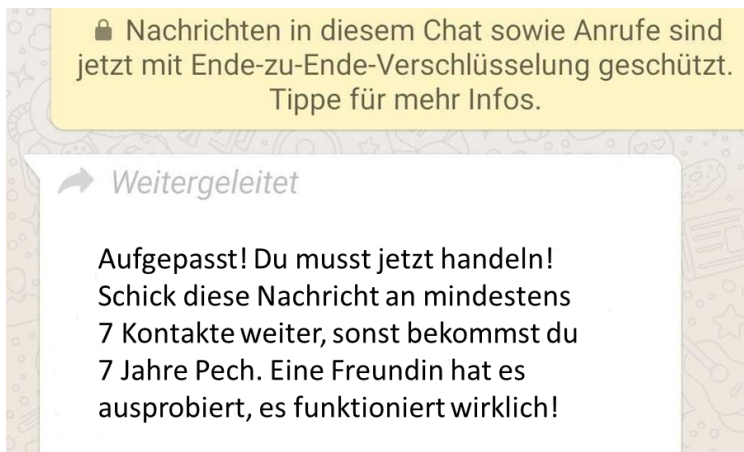 Nachrichten in diesem Chat sowie Anrufe sind
jetzt mit Ende-zu-Ende-Verschlüsselung geschützt.
Tippe für mehr Infos.
Weitergeleitet
Aufgepasst! Du musst jetzt handeln!
Schick diese Nachricht an mindestens
7 Kontakte weiter, sonst bekommst du
7 Jahre Pech. Eine Freundin hat es
ausprobiert, es funktioniert wirklich!